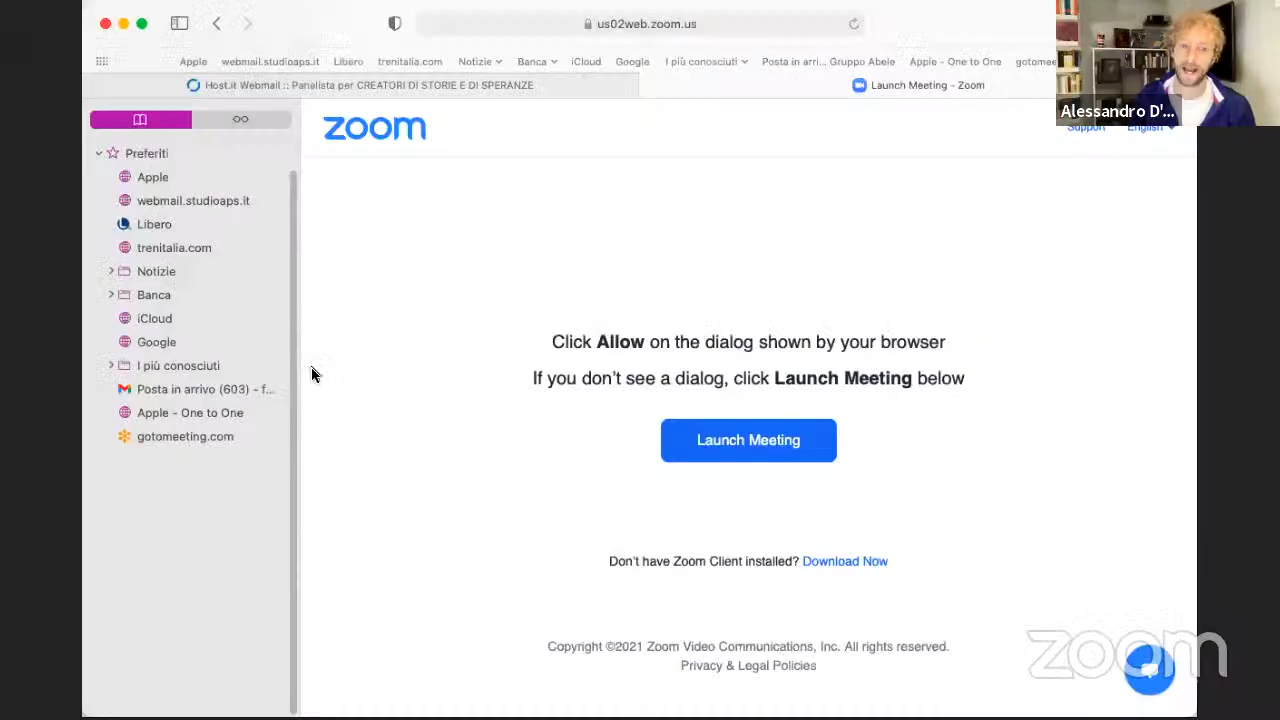 us02web.zoom.us
Apple webmail.studioaps.it Libero trenitalia.com Notizie Banca iCloud Google I più conosciuti Posta in arri... Gruppo Abele Apple - One to One gotomee
Host.it Webmail :: Panalista per CREATORI DI STORIE E DI SPERANZE
Launch Meeting - Zoom
Alessandro D'...
zoom
Support English
Preferiti
Apple
webmail.studioaps.it
Libero
trenitalia.com
Notizie
Banca
iCloud
Google
I più conosciuti
Posta in arrivo (603) - f...
Apple - One to One
gotomeeting.com
Click Allow on the dialog shown by your browser
If you don't see a dialog, click Launch Meeting below
Launch Meeting
Don't have Zoom Client installed? Download Now
Copyright ©2021 Zoom Video Communications, Inc. All rights reserved.
Privacy & Legal Policies
zoom